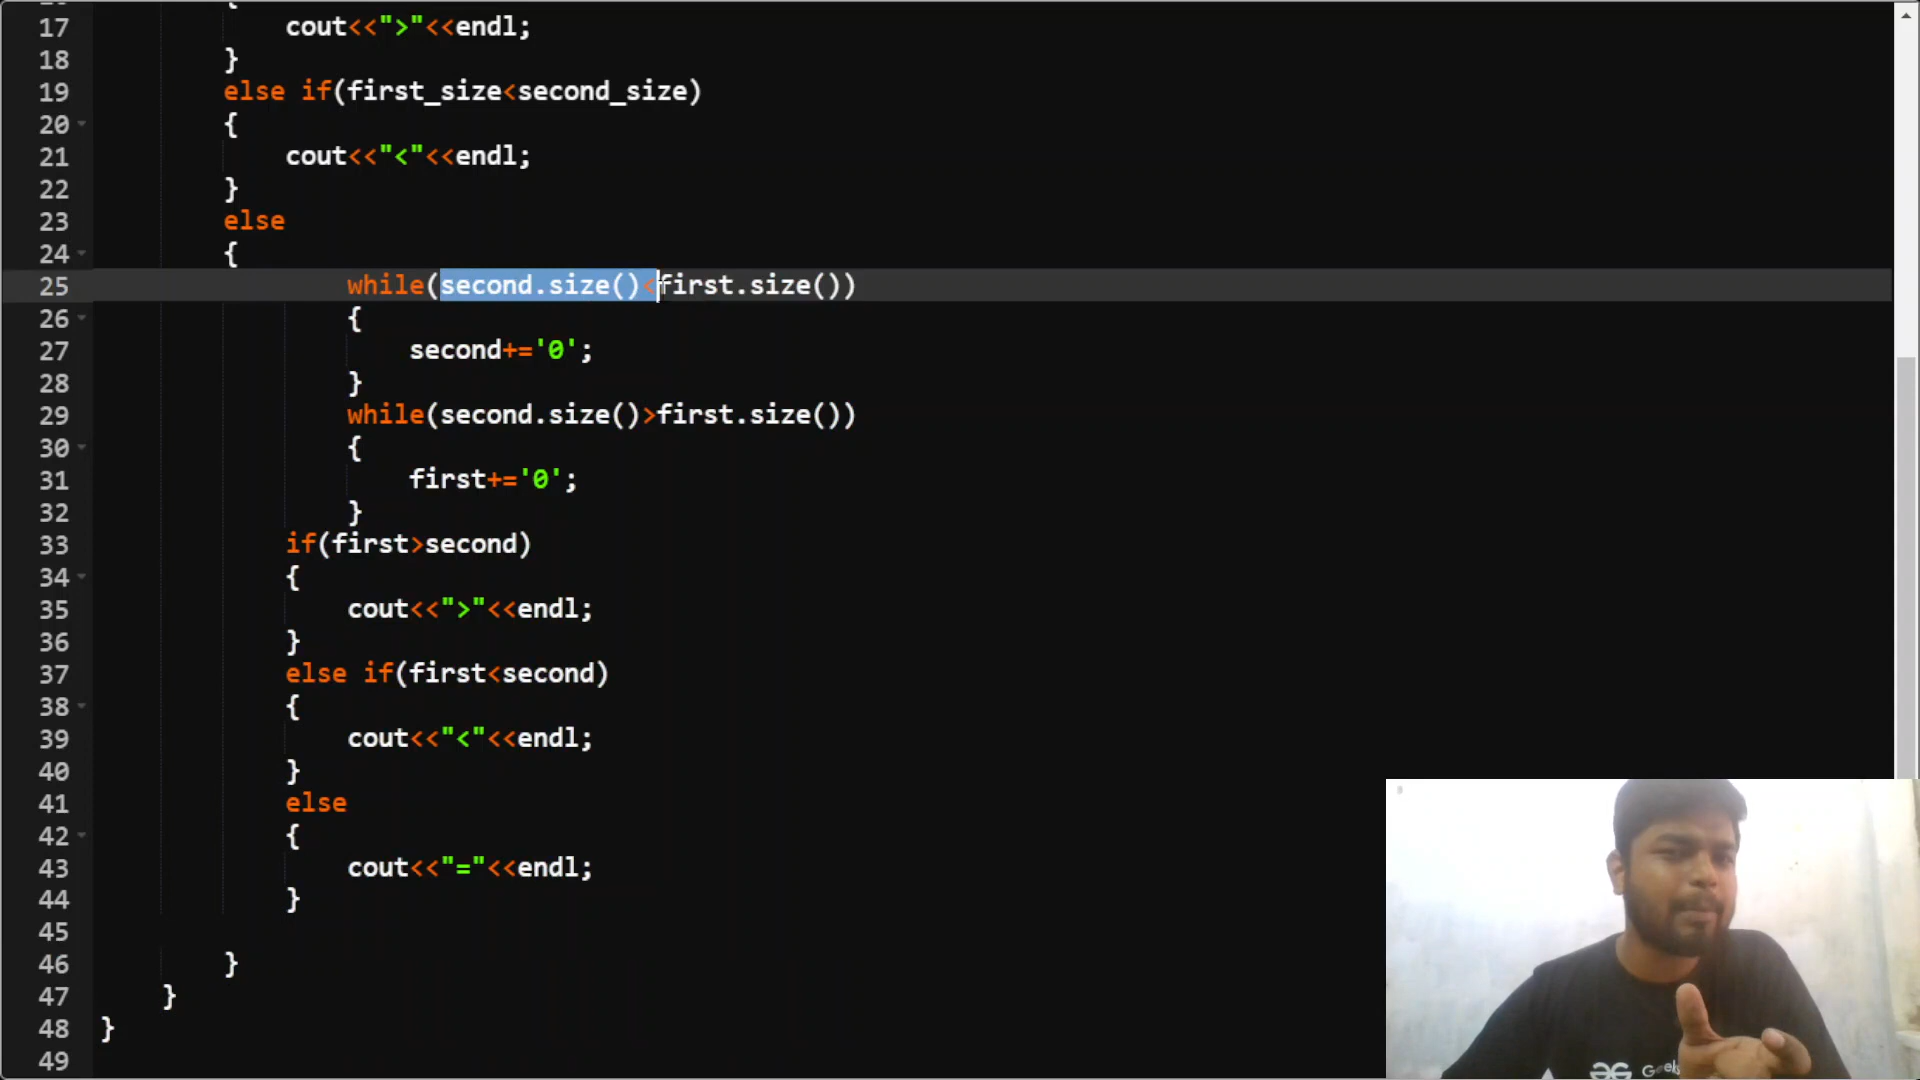 17 cout<<">"<<endl;
18 }
19 else if(first_size<second_size)
20 {
21 cout<<"<"<<endl;
22 }
23 else
24 {
25 while(second.size()<first.size())
26 {
27 second+='0';
28 }
29 while(second.size()>first.size())
30 {
31 first+='0';
32 }
33 if(first>second)
34 {
35 cout<<">"<<endl;
36 }
37 else if(first<second)
38 {
39 cout<<"<"<<endl;
40 }
41 else
42 {
43 cout<<"="<<endl;
44 }
45
46 }
47 }
48 }
49